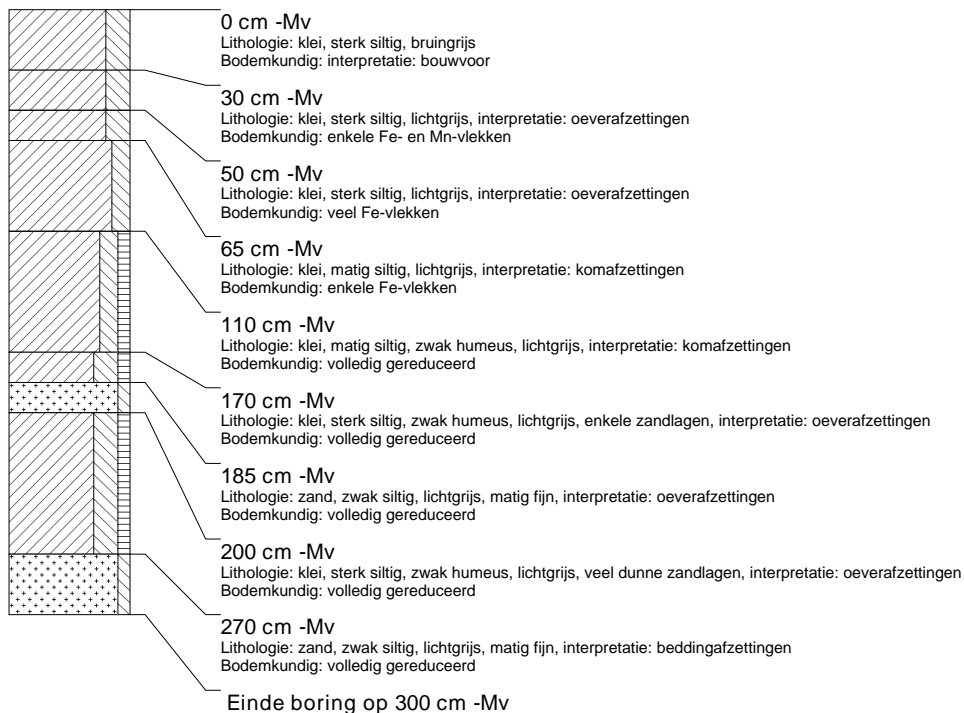 0 cm -Mv
Lithologie: klei, sterk siltig, bruingrijs
Bodemkundig: interpretatie: bouwvoor
30 cm -Mv
Lithologie: klei, sterk siltig, lichtgrijs, interpretatie: oeverafzettingen
Bodemkundig: enkele Fe- en Mn-vlekken
50 cm -Mv
Lithologie: klei, sterk siltig, lichtgrijs, interpretatie: oeverafzettingen
Bodemkundig: veel Fe-vlekken
65 cm -Mv
Lithologie: klei, matig siltig, lichtgrijs, interpretatie: komafzettingen
Bodemkundig: enkele Fe-vlekken
110 cm -Mv
Lithologie: klei, matig siltig, zwak humeus, lichtgrijs, interpretatie: komafzettingen
Bodemkundig: volledig gereduceerd
170 cm -Mv
Lithologie: klei, sterk siltig, zwak humeus, lichtgrijs, enkele zandlagen, interpretatie: oeverafzettingen
Bodemkundig: volledig gereduceerd
185 cm -Mv
Lithologie: zand, zwak siltig, lichtgrijs, matig fijn, interpretatie: oeverafzettingen
Bodemkundig: volledig gereduceerd
200 cm -Mv
Lithologie: klei, sterk siltig, zwak humeus, lichtgrijs, veel dunne zandlagen, interpretatie: oeverafzettingen
Bodemkundig: volledig gereduceerd
270 cm -Mv
Lithologie: zand, zwak siltig, lichtgrijs, matig fijn, interpretatie: beddingafzettingen
Bodemkundig: volledig gereduceerd
Einde boring op 300 cm -Mv